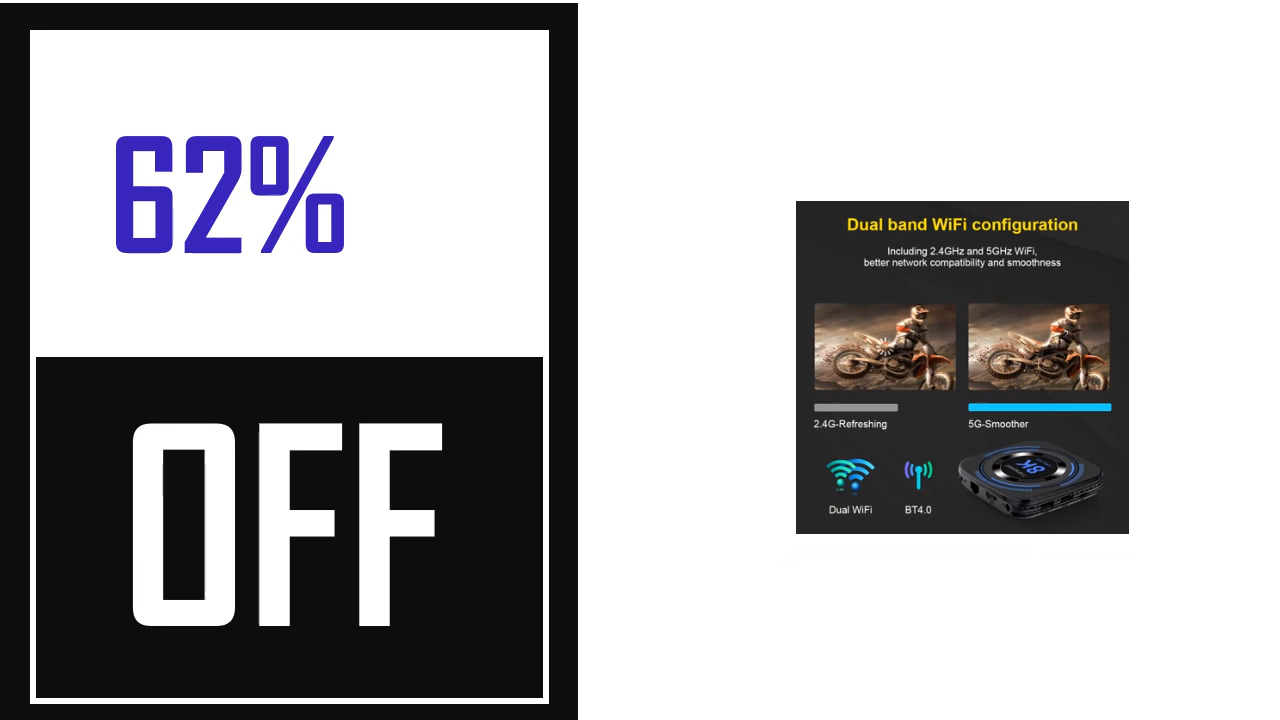 62%
OFF
Dual band WiFi configuration
Including 2.4GHz and 5GHz WiFi,
better network compatibility and smoothness
2.4G-Refreshing
5G-Smoother
8K
Dual WiFi
BT4.0